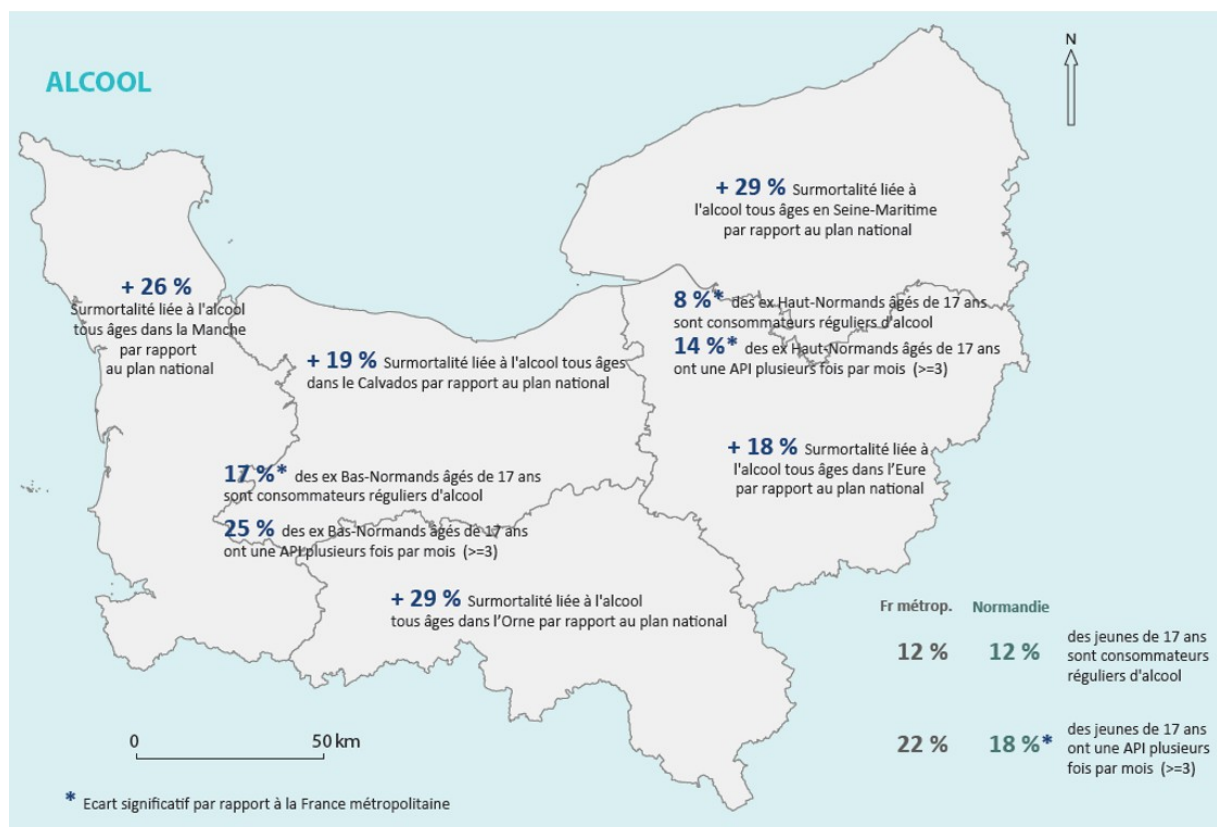 ALCOOL
N
+ 29 % Surmortalité liée à
l'alcool tous âges en Seine-Maritime
par rapport au plan national
+ 26 %
Surmortalité liée à l'alcool
tous âges dans la Manche
par rapport
au plan national
8 %* des ex Haut-Normands âgés de 17 ans
sont consommateurs réguliers d'alcool
14 %* des ex Haut-Normands âgés de 17 ans
ont une API plusieurs fois par mois (>=3)
+ 19 % Surmortalité liée à l'alcool tous âges
dans le Calvados par rapport au plan national
+ 18 % Surmortalité liée à
l'alcool tous âges dans l’Eure
par rapport au plan national
17 %* des ex Bas-Normands âgés de 17 ans
sont consommateurs réguliers d'alcool
25 % des ex Bas-Normands âgés de 17 ans
ont une API plusieurs fois par mois (>=3)
+ 29 % Surmortalité liée à l'alcool
tous âges dans l’Orne par rapport au plan national
Fr métrop. Normandie
12 % 12 % des jeunes de 17 ans
sont consommateurs
réguliers d'alcool
22 % 18 %* des jeunes de 17 ans
ont une API plusieurs
fois par mois (>=3)
0 50 km
* Ecart significatif par rapport à la France métropolitaine